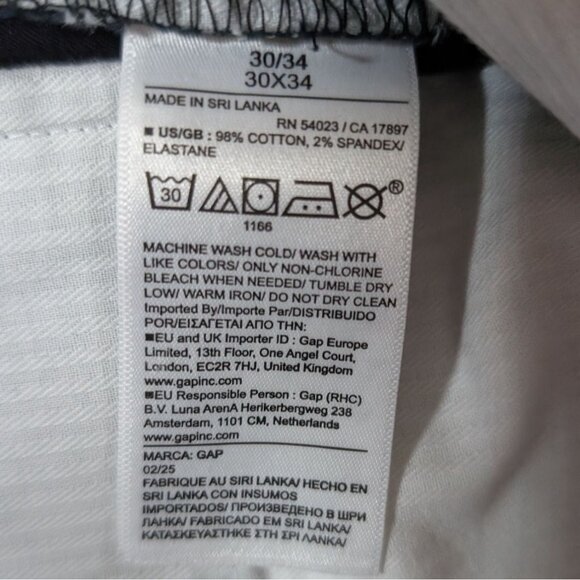 30/34
30X34
MADE IN SRI LANKA
RN 54023 / CA 17897
■ US/GB : 98% COTTON, 2% SPANDEX/
ELASTANE
30
®
1166
MACHINE WASH COLD/ WASH WITH
LIKE COLORS/ ONLY NON-CHLORINE
BLEACH WHEN NEEDED/ TUMBLE DRY
LOW/ WARM IRON/ DO NOT DRY CLEAN
Imported By/Importe Par/DISTRIBUIDO
POR/ΕΙΣΑΓΕΤΑΙ ΑΠΟ ΤΗΝ:
■EU and UK Importer ID : Gap Europe
Limited, 13th Floor, One Angel Court,
London, EC2R 7HJ, United Kingdom
www.gapinc.com
■EU Responsible Person : Gap (RHC)
B.V. Luna ArenA Herikerbergweg 238
Amsterdam, 1101 CM, Netherlands
www.gapinc.com
MARCA: GAP
02/25
FABRIQUE AU SIRI LANKA/ HECHO EN
SRI LANKA CON INSUMOS
IMPORTADOS/ ПРОИЗВЕДЕНО В ШРИ
ЛАНКА/ FABRICADO EM SRI LANKA/
ΚΑΤΑΣΚΕΥΑΣΤΗΚΕ ΣΤΗ ΣΡΙ ΛΑΝΚΑ/